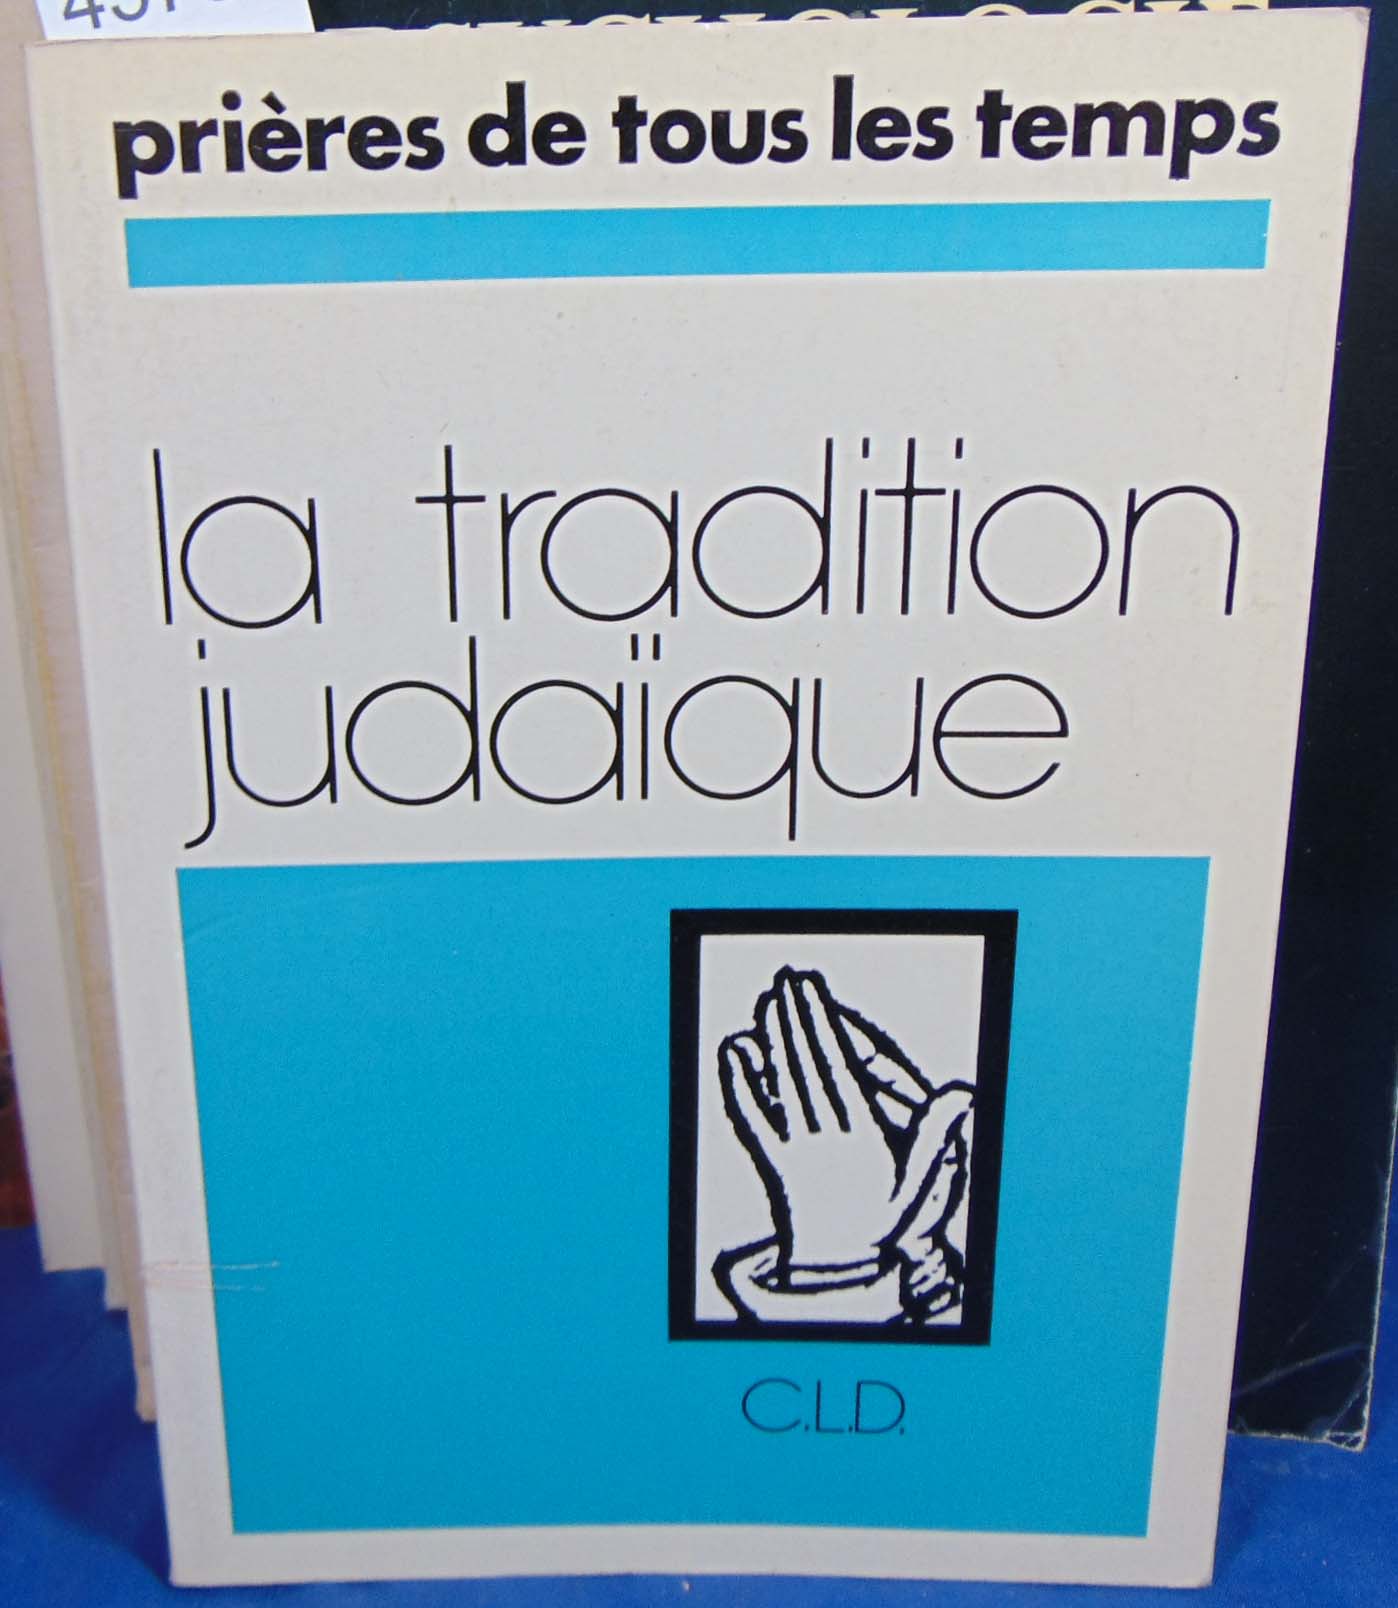 prières de tous les temps
la tradition
judaïque
C.L.D.